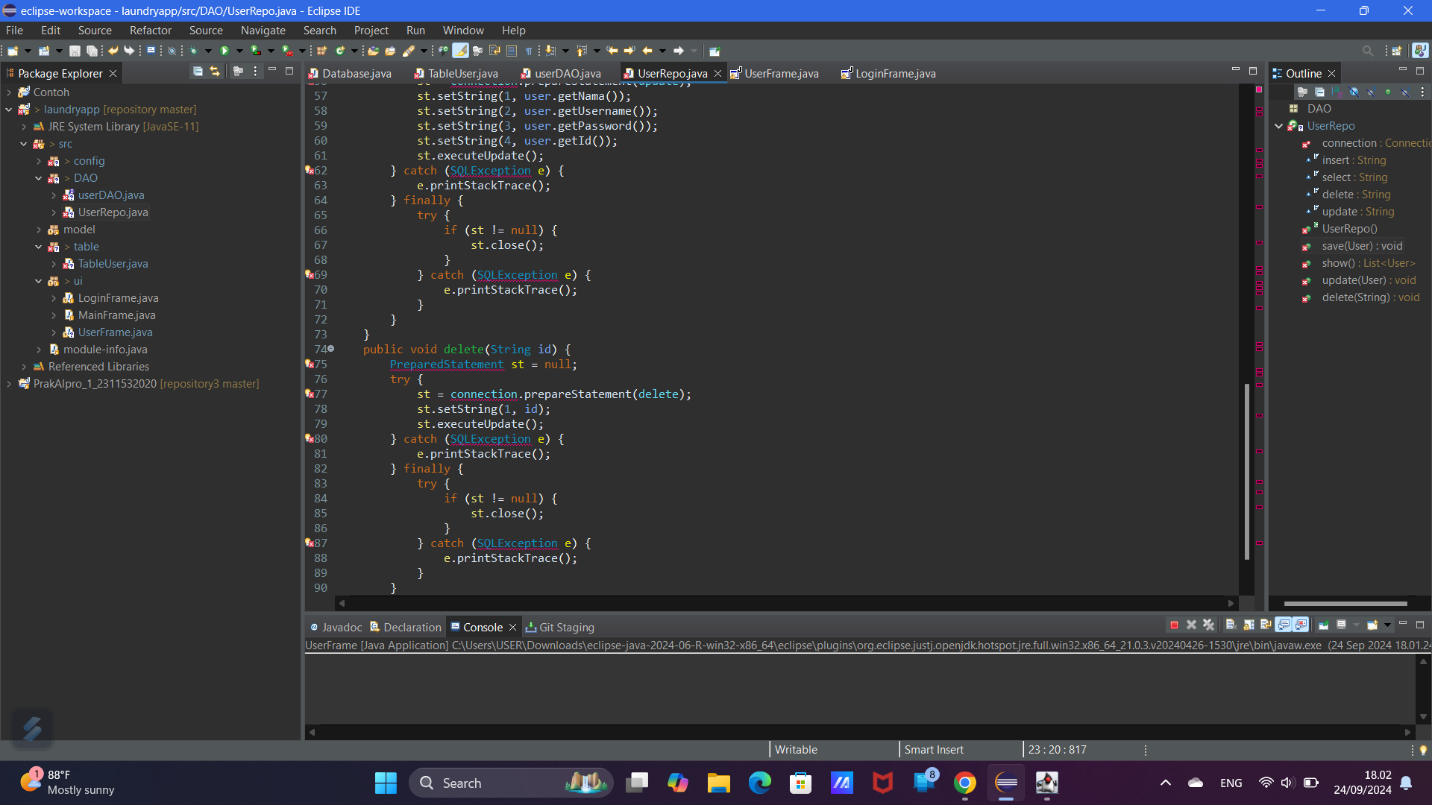 eclipse-workspace - laundryapp/src/DAO/UserRepo.java - Eclipse IDE
File Edit Source Refactor Source Navigate Search Project Run Window Help
Package Explorer
Contoh
> laundryapp [repository master]
JRE System Library [JavaSE-11]
> src
> config
> DAO
userDAO.java
UserRepo.java
model
> table
TableUser.java
> ui
LoginFrame.java
MainFrame.java
UserFrame.java
module-info.java
Referenced Libraries
PrakAlpro_1_2311532020 [repository3 master]
Database.java TableUser.java userDAO.java UserRepo.java UserFrame.java LoginFrame.java
st = connection.prepareStatement(update);
57 st.setString(1, user.getNama());
58 st.setString(2, user.getUsername());
59 st.setString(3, user.getPassword());
60 st.setString(4, user.getId());
61 st.executeUpdate();
62 } catch (SQLException e) {
63 e.printStackTrace();
64 } finally {
65 try {
66 if (st != null) {
67 st.close();
68 }
69 } catch (SQLException e) {
70 e.printStackTrace();
71 }
72 }
73 }
74 public void delete(String id) {
75 PreparedStatement st = null;
76 try {
77 st = connection.prepareStatement(delete);
78 st.setString(1, id);
79 st.executeUpdate();
80 } catch (SQLException e) {
81 e.printStackTrace();
82 } finally {
83 try {
84 if (st != null) {
85 st.close();
86 }
87 } catch (SQLException e) {
88 e.printStackTrace();
89 }
90 }
Outline
DAO
UserRepo
connection : Connectio
insert : String
select : String
delete : String
update : String
UserRepo()
save(User) : void
show() : List<User>
update(User) : void
delete(String) : void
Javadoc Declaration Console Git Staging
UserFrame [Java Application] C:\Users\USER\Downloads\eclipse-java-2024-06-R-win32-x86_64\eclipse\plugins\org.eclipse.justj.openjdk.hotspot.jre.full.win32.x86_64_21.0.3.v20240426-1530\jre\bin\javaw.exe (24 Sep 2024 18.01.24
Writable Smart Insert 23 : 20 : 817
1 88°F
Mostly sunny
Search
8
ENG
18.02
24/09/2024